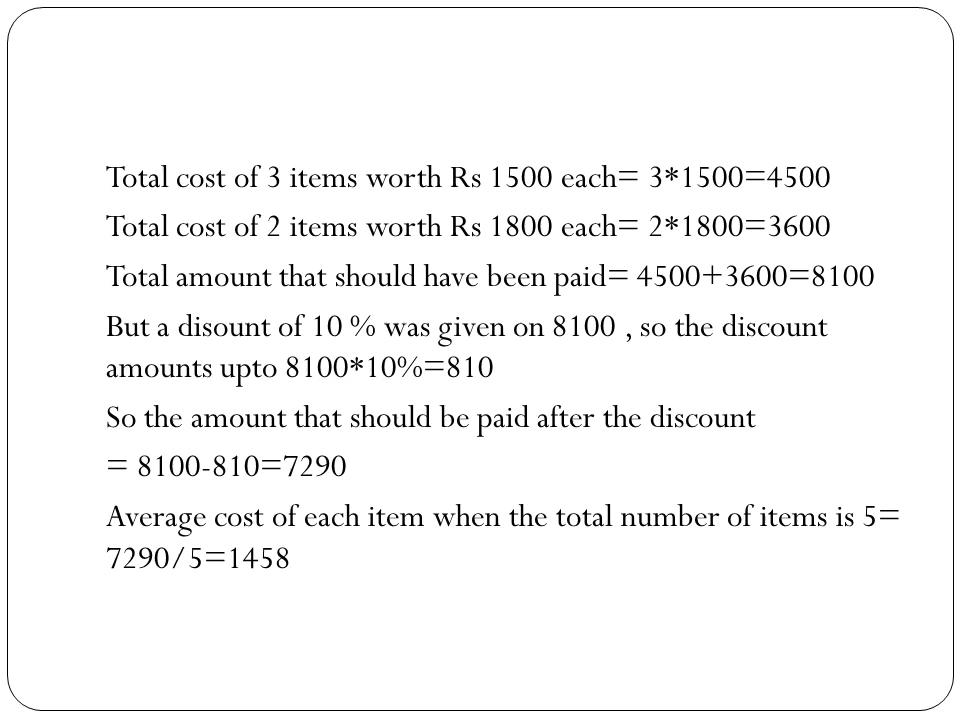 Total cost of 3 items worth Rs 1500 each= 3*1500=4500
Total cost of 2 items worth Rs 1800 each= 2*1800=3600
Total amount that should have been paid= 4500+3600=8100
But a disount of 10 % was given on 8100 , so the discount
amounts upto 8100*10%=810
So the amount that should be paid after the discount
= 8100-810=7290
Average cost of each item when the total number of items is 5=
7290/5=1458